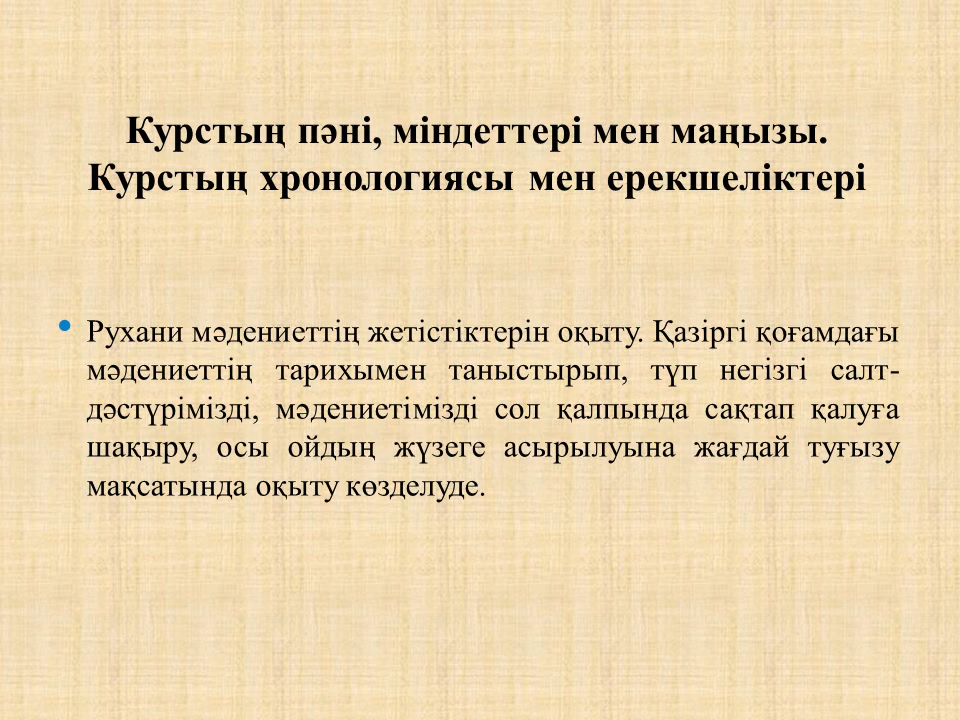 Курстың пәні, міндеттері мен маңызы.
Курстың хронологиясы мен ерекшеліктері
• Рухани мәдениеттің жетістіктерін оқыту. Қазіргі қоғамдағы
мәдениеттің тарихымен таныстырып, түп негізгі салт-
дәстүрімізді, мәдениетімізді сол қалпында сақтап қалуға
шақыру, осы ойдың жүзеге асырылуына жағдай туғызу
мақсатында оқыту көзделуде.